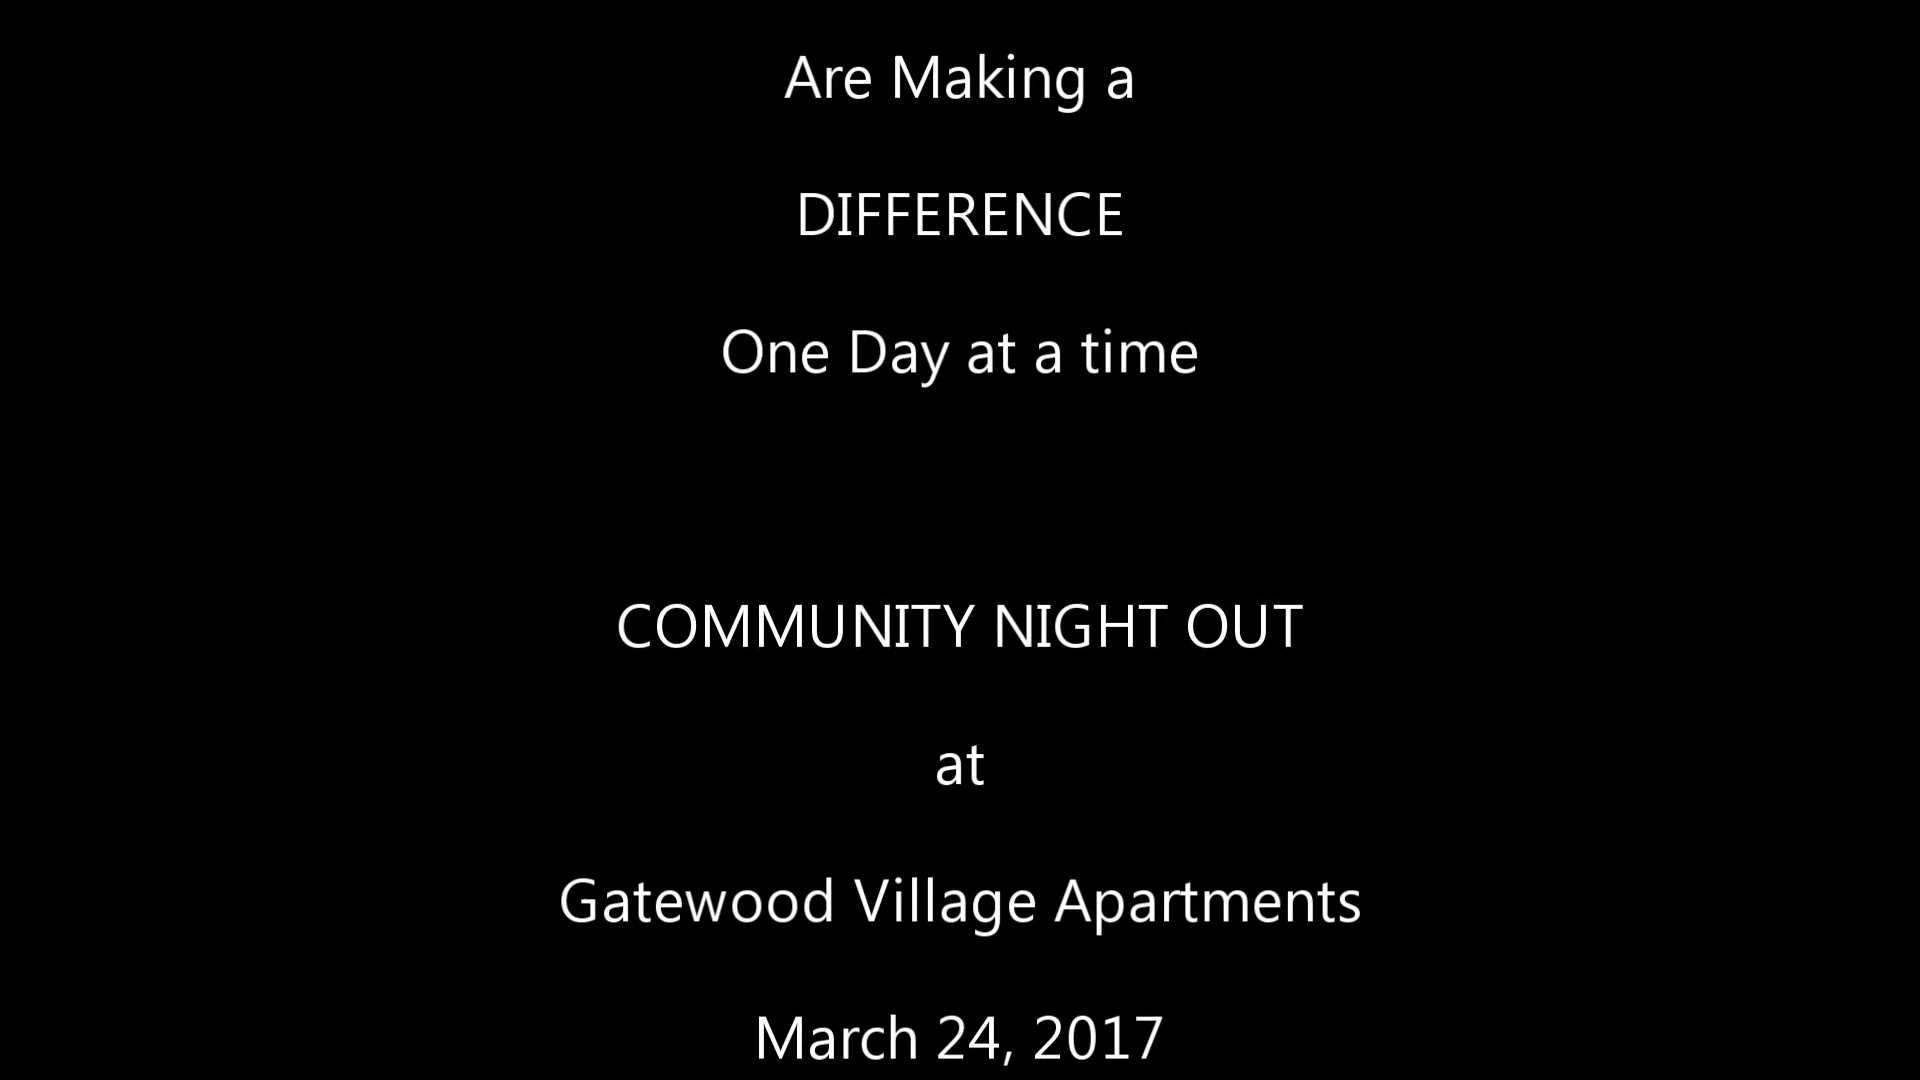 Are Making a
DIFFERENCE
One Day at a time
COMMUNITY NIGHT OUT
at
Gatewood Village Apartments
March 24, 2017